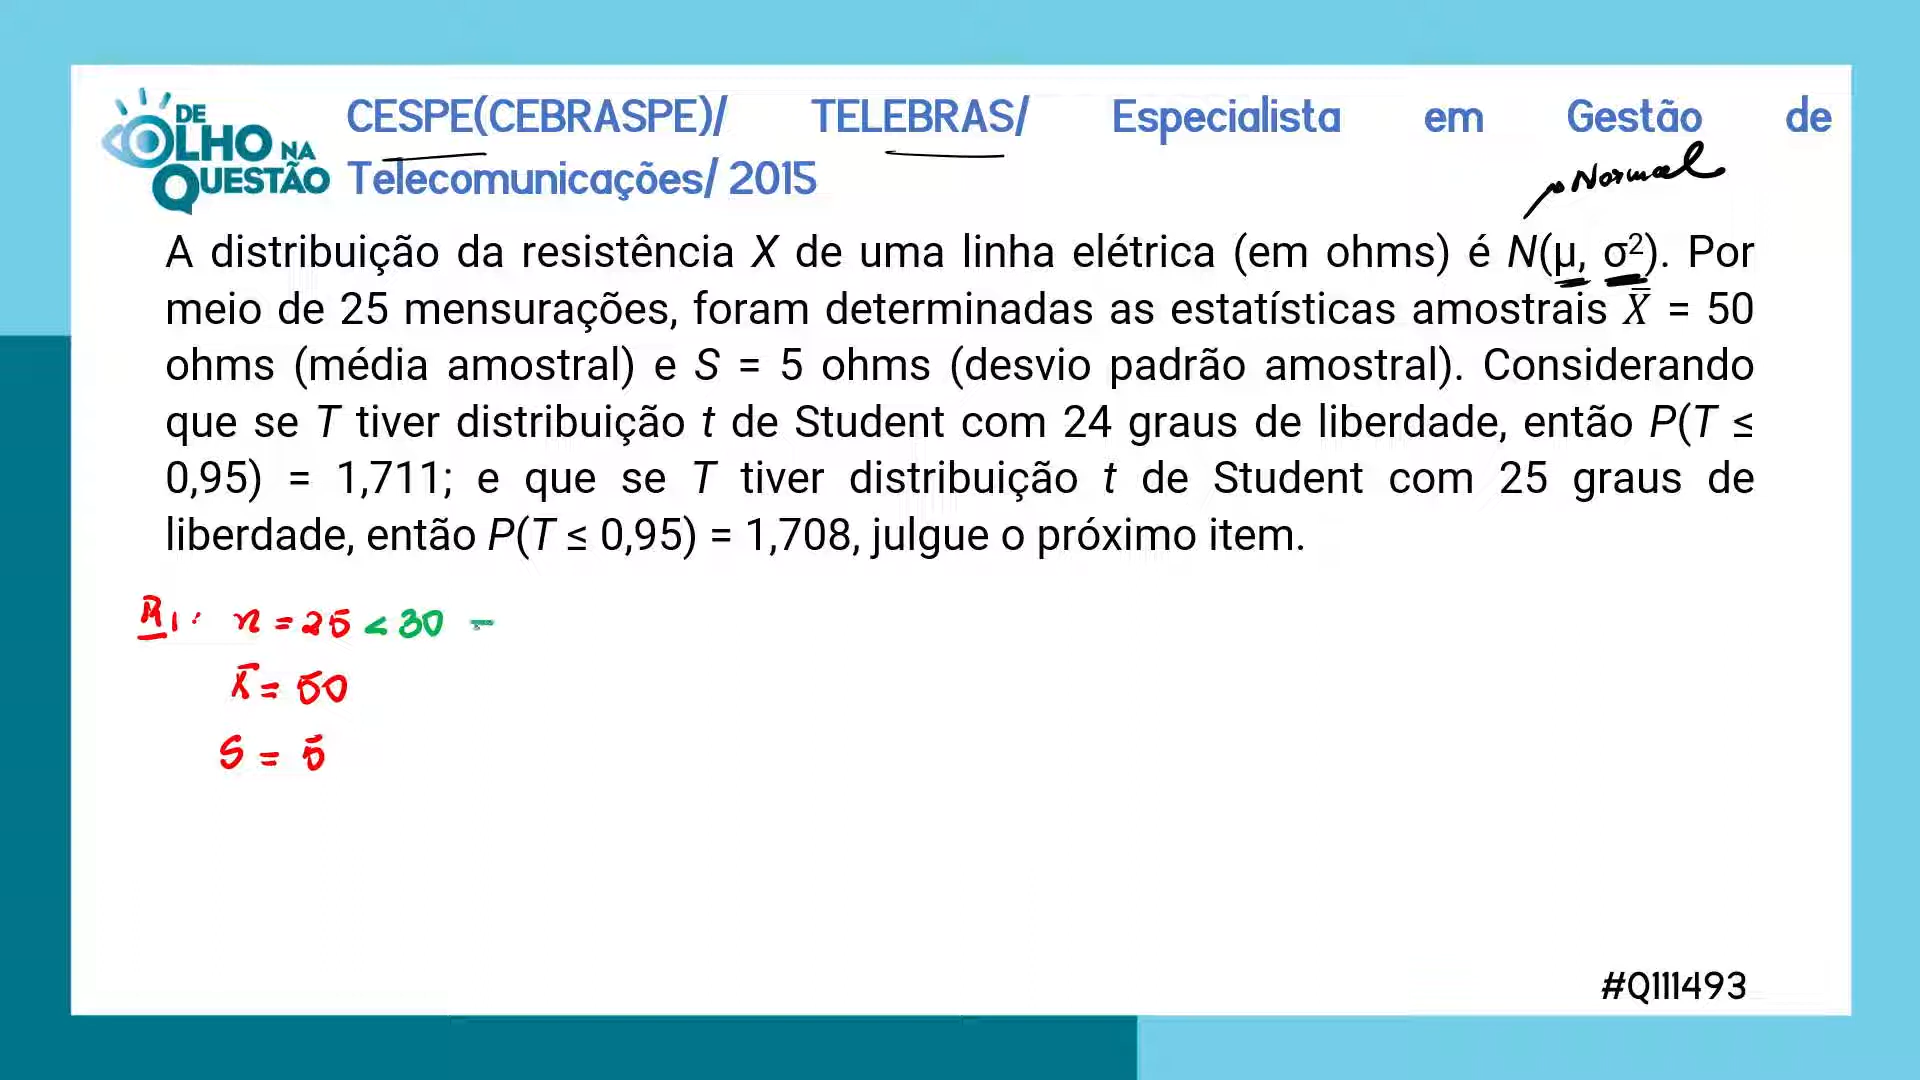 DE OLHO NA QUESTÃO
CESPE(CEBRASPE)/ TELEBRAS/ Especialista em Gestão de
Telecomunicações/ 2015
Normal
A distribuição da resistência X de uma linha elétrica (em ohms) é N(µ, σ²). Por
meio de 25 mensurações, foram determinadas as estatísticas amostrais X̅ = 50
ohms (média amostral) e S = 5 ohms (desvio padrão amostral). Considerando
que se T tiver distribuição t de Student com 24 graus de liberdade, então P(T ≤
0,95) = 1,711; e que se T tiver distribuição t de Student com 25 graus de
liberdade, então P(T ≤ 0,95) = 1,708, julgue o próximo item.
n = 25 < 30 -
X̅ = 50
S = 5
#Q111493